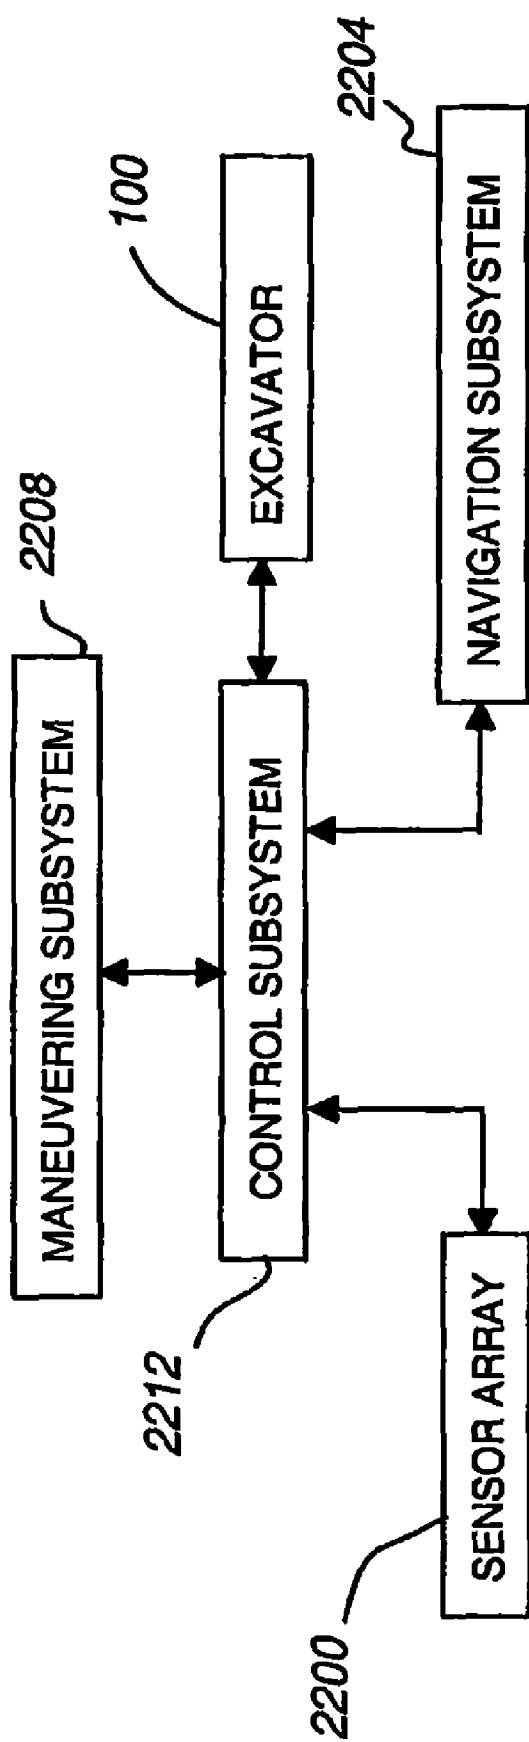 MANEUVERING SUBSYSTEM
2208
2212
CONTROL SUBSYSTEM
EXCAVATOR
100
2200
SENSOR ARRAY
NAVIGATION SUBSYSTEM
2204